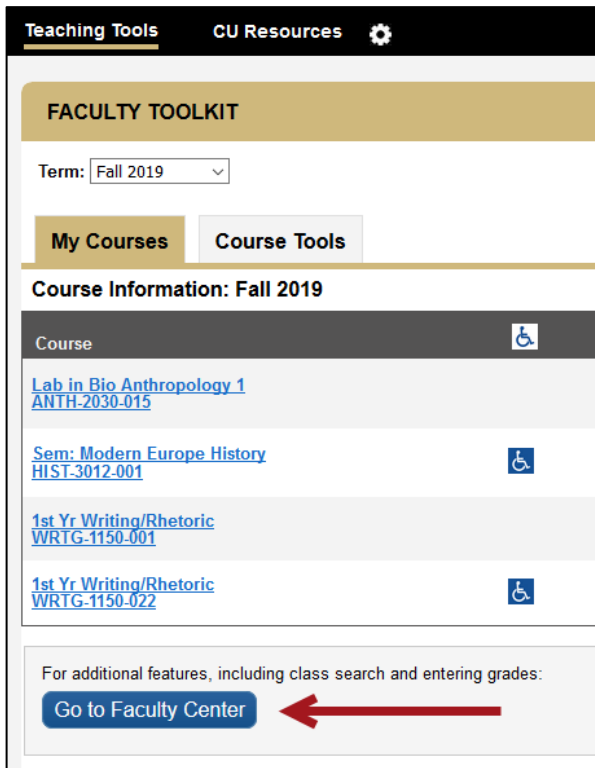 Teaching Tools CU Resources
FACULTY TOOLKIT
Term: Fall 2019
My Courses Course Tools
Course Information: Fall 2019
Course
Lab in Bio Anthropology 1
ANTH-2030-015
Sem: Modern Europe History
HIST-3012-001
1st Yr Writing/Rhetoric
WRTG-1150-001
1st Yr Writing/Rhetoric
WRTG-1150-022
For additional features, including class search and entering grades:
Go to Faculty Center